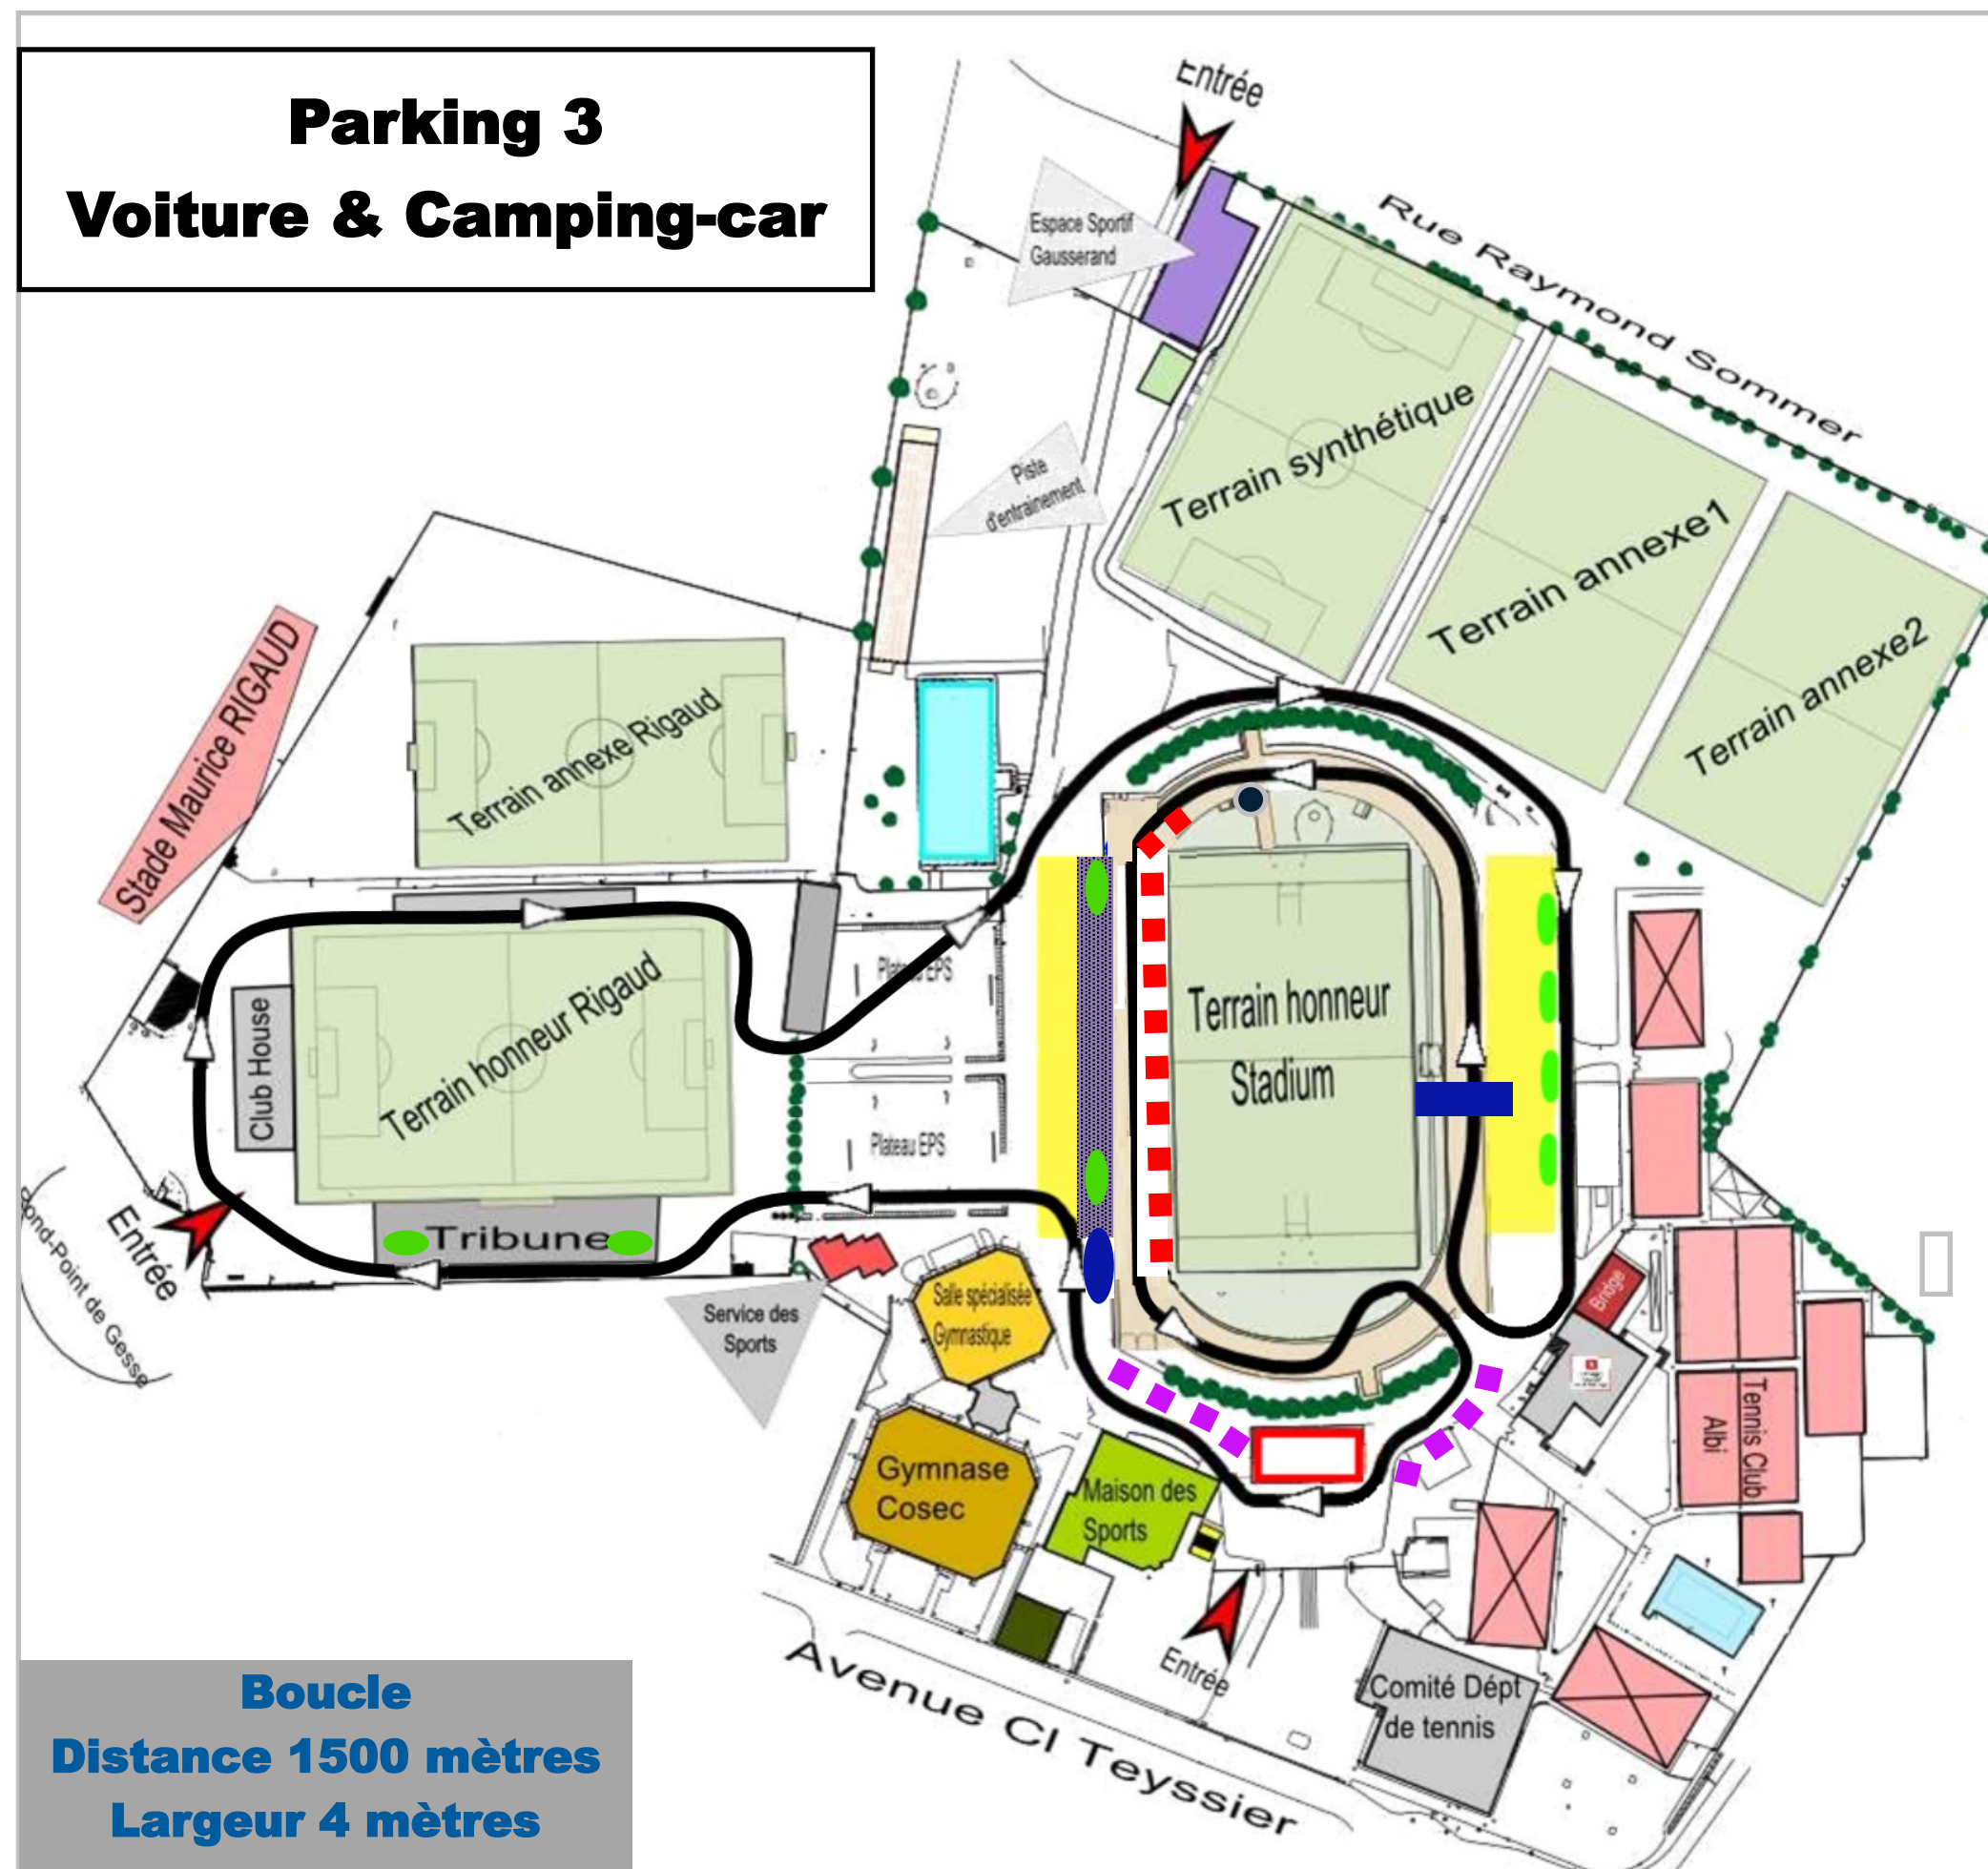 Parking 3
Voiture & Camping-car
Entrée
Espace Sportif
Gausserand
Rue Raymond Sommer
Terrain synthétique
Piste
d'entrainement
Terrain annexe1
Terrain annexe2
Stade Maurice RIGAUD
Terrain annexe Rigaud
Plateau EPS
Terrain honneur Rigaud
Club House
Terrain honneur
Stadium
Plateau EPS
Entrée
Tribune
Rond-Point de Gesse
Service des
Sports
Salle spécialisée
Gymnastique
Bridge
Tennis Club
Albi
Gymnase
Cosec
Maison des
Sports
Entrée
Comité Dépt
de tennis
Avenue Cl Teyssier
Boucle
Distance 1500 mètres
Largeur 4 mètres